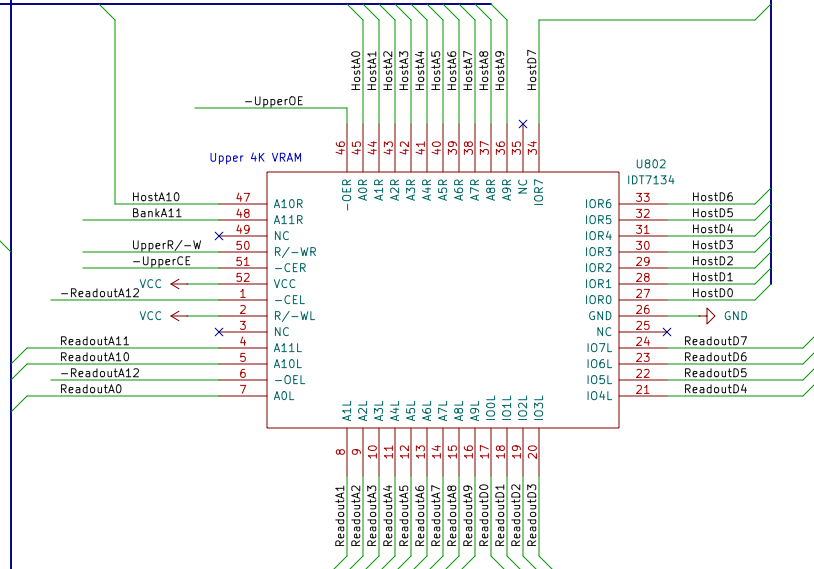 HostA0
HostA1
HostA2
HostA3
HostA4
HostA5
HostA6
HostA7
HostA8
HostA9
HostD7
-UpperOE
46
45
44
43
42
41
40
39
38
37
36
35
34
Upper 4K VRAM
U802
IDT7134
-OER
A0R
A1R
A2R
A3R
A4R
A5R
A6R
A7R
A8R
A9R
NC
IOR7
HostA10 47 A10R
BankA11 48 A11R
49 NC
UpperR/-W 50 R/-WR
-UpperCE 51 -CER
VCC 52 VCC
-ReadoutA12 1 -CEL
VCC 2 R/-WL
3 NC
ReadoutA11 4 A11L
ReadoutA10 5 A10L
-ReadoutA12 6 -OEL
ReadoutA0 7 A0L
IOR6 33 HostD6
IOR5 32 HostD5
IOR4 31 HostD4
IOR3 30 HostD3
IOR2 29 HostD2
IOR1 28 HostD1
IOR0 27 HostD0
GND 26 GND
NC 25
IO7L 24 ReadoutD7
IO6L 23 ReadoutD6
IO5L 22 ReadoutD5
IO4L 21 ReadoutD4
A1L
A2L
A3L
A4L
A5L
A6L
A7L
A8L
A9L
IO0L
IO1L
IO2L
IO3L
8
9
10
11
12
13
14
15
16
17
18
19
20
ReadoutA1
ReadoutA2
ReadoutA3
ReadoutA4
ReadoutA5
ReadoutA6
ReadoutA7
ReadoutA8
ReadoutA9
ReadoutD0
ReadoutD1
ReadoutD2
ReadoutD3